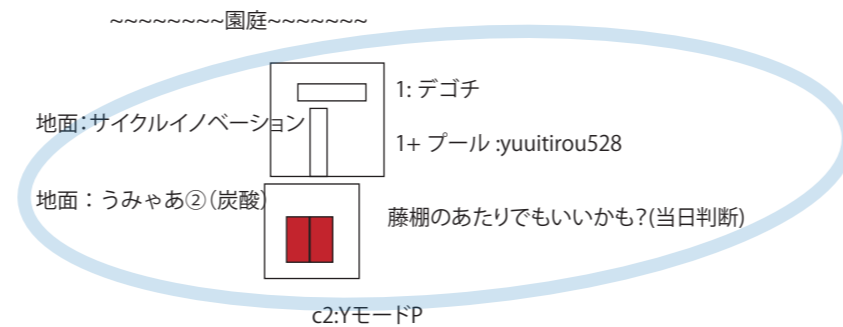 ~~~~~~~~園庭~~~~~~~
1: デゴチ
地面：サイクルイノベーション
1+ プール :yuuitirou528
地面：うみゃあ②（炭酸）
藤棚のあたりでもいいかも?(当日判断)
c2:YモードP